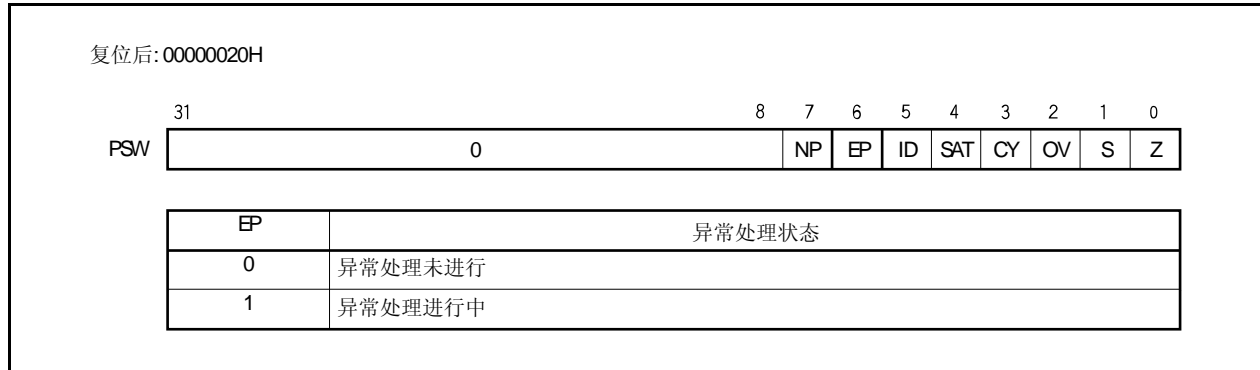 复位后: 00000020H
31 8 7 6 5 4 3 2 1 0
PSW 0 NP EP ID SAT CY OV S Z
EP 异常处理状态
0 异常处理未进行
1 异常处理进行中